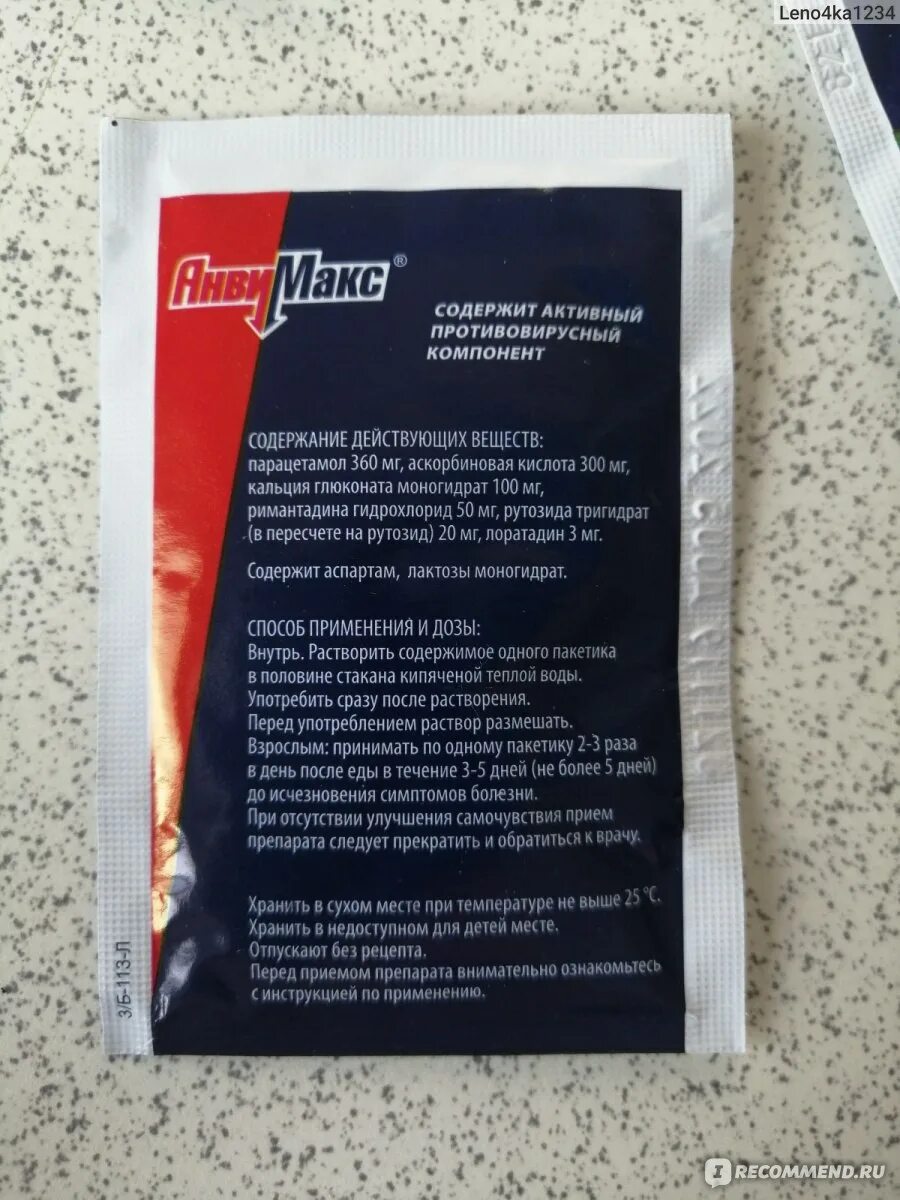 Leno4ka1234
АнвиМакс®
СОДЕРЖИТ АКТИВНЫЙ
ПРОТИВОВИРУСНЫЙ
КОМПОНЕНТ
СОДЕРЖАНИЕ ДЕЙСТВУЮЩИХ ВЕЩЕСТВ:
парацетамол 360 мг, аскорбиновая кислота 300 мг,
кальция глюконата моногидрат 100 мг,
римантадина гидрохлорид 50 мг, рутозида тригидрат
(в пересчете на рутозид) 20 мг, лоратадин 3 мг.
Содержит аспартам, лактозы моногидрат.
СПОСОБ ПРИМЕНЕНИЯ И ДОЗЫ:
Внутрь. Растворить содержимое одного пакетика
в половине стакана кипяченой теплой воды.
Употребить сразу после растворения.
Перед употреблением раствор размешать.
Взрослым: принимать по одному пакетику 2-3 раза
в день после еды в течение 3-5 дней (не более 5 дней)
до исчезновения симптомов болезни.
При отсутствии улучшения самочувствия прием
препарата следует прекратить и обратиться к врачу.
Хранить в сухом месте при температуре не выше 25 °C.
Хранить в недоступном для детей месте.
Отпускают без рецепта.
Перед приемом препарата внимательно ознакомьтесь
с инструкцией по применению.
З/Б-113-Л
IRECOMMEND.RU